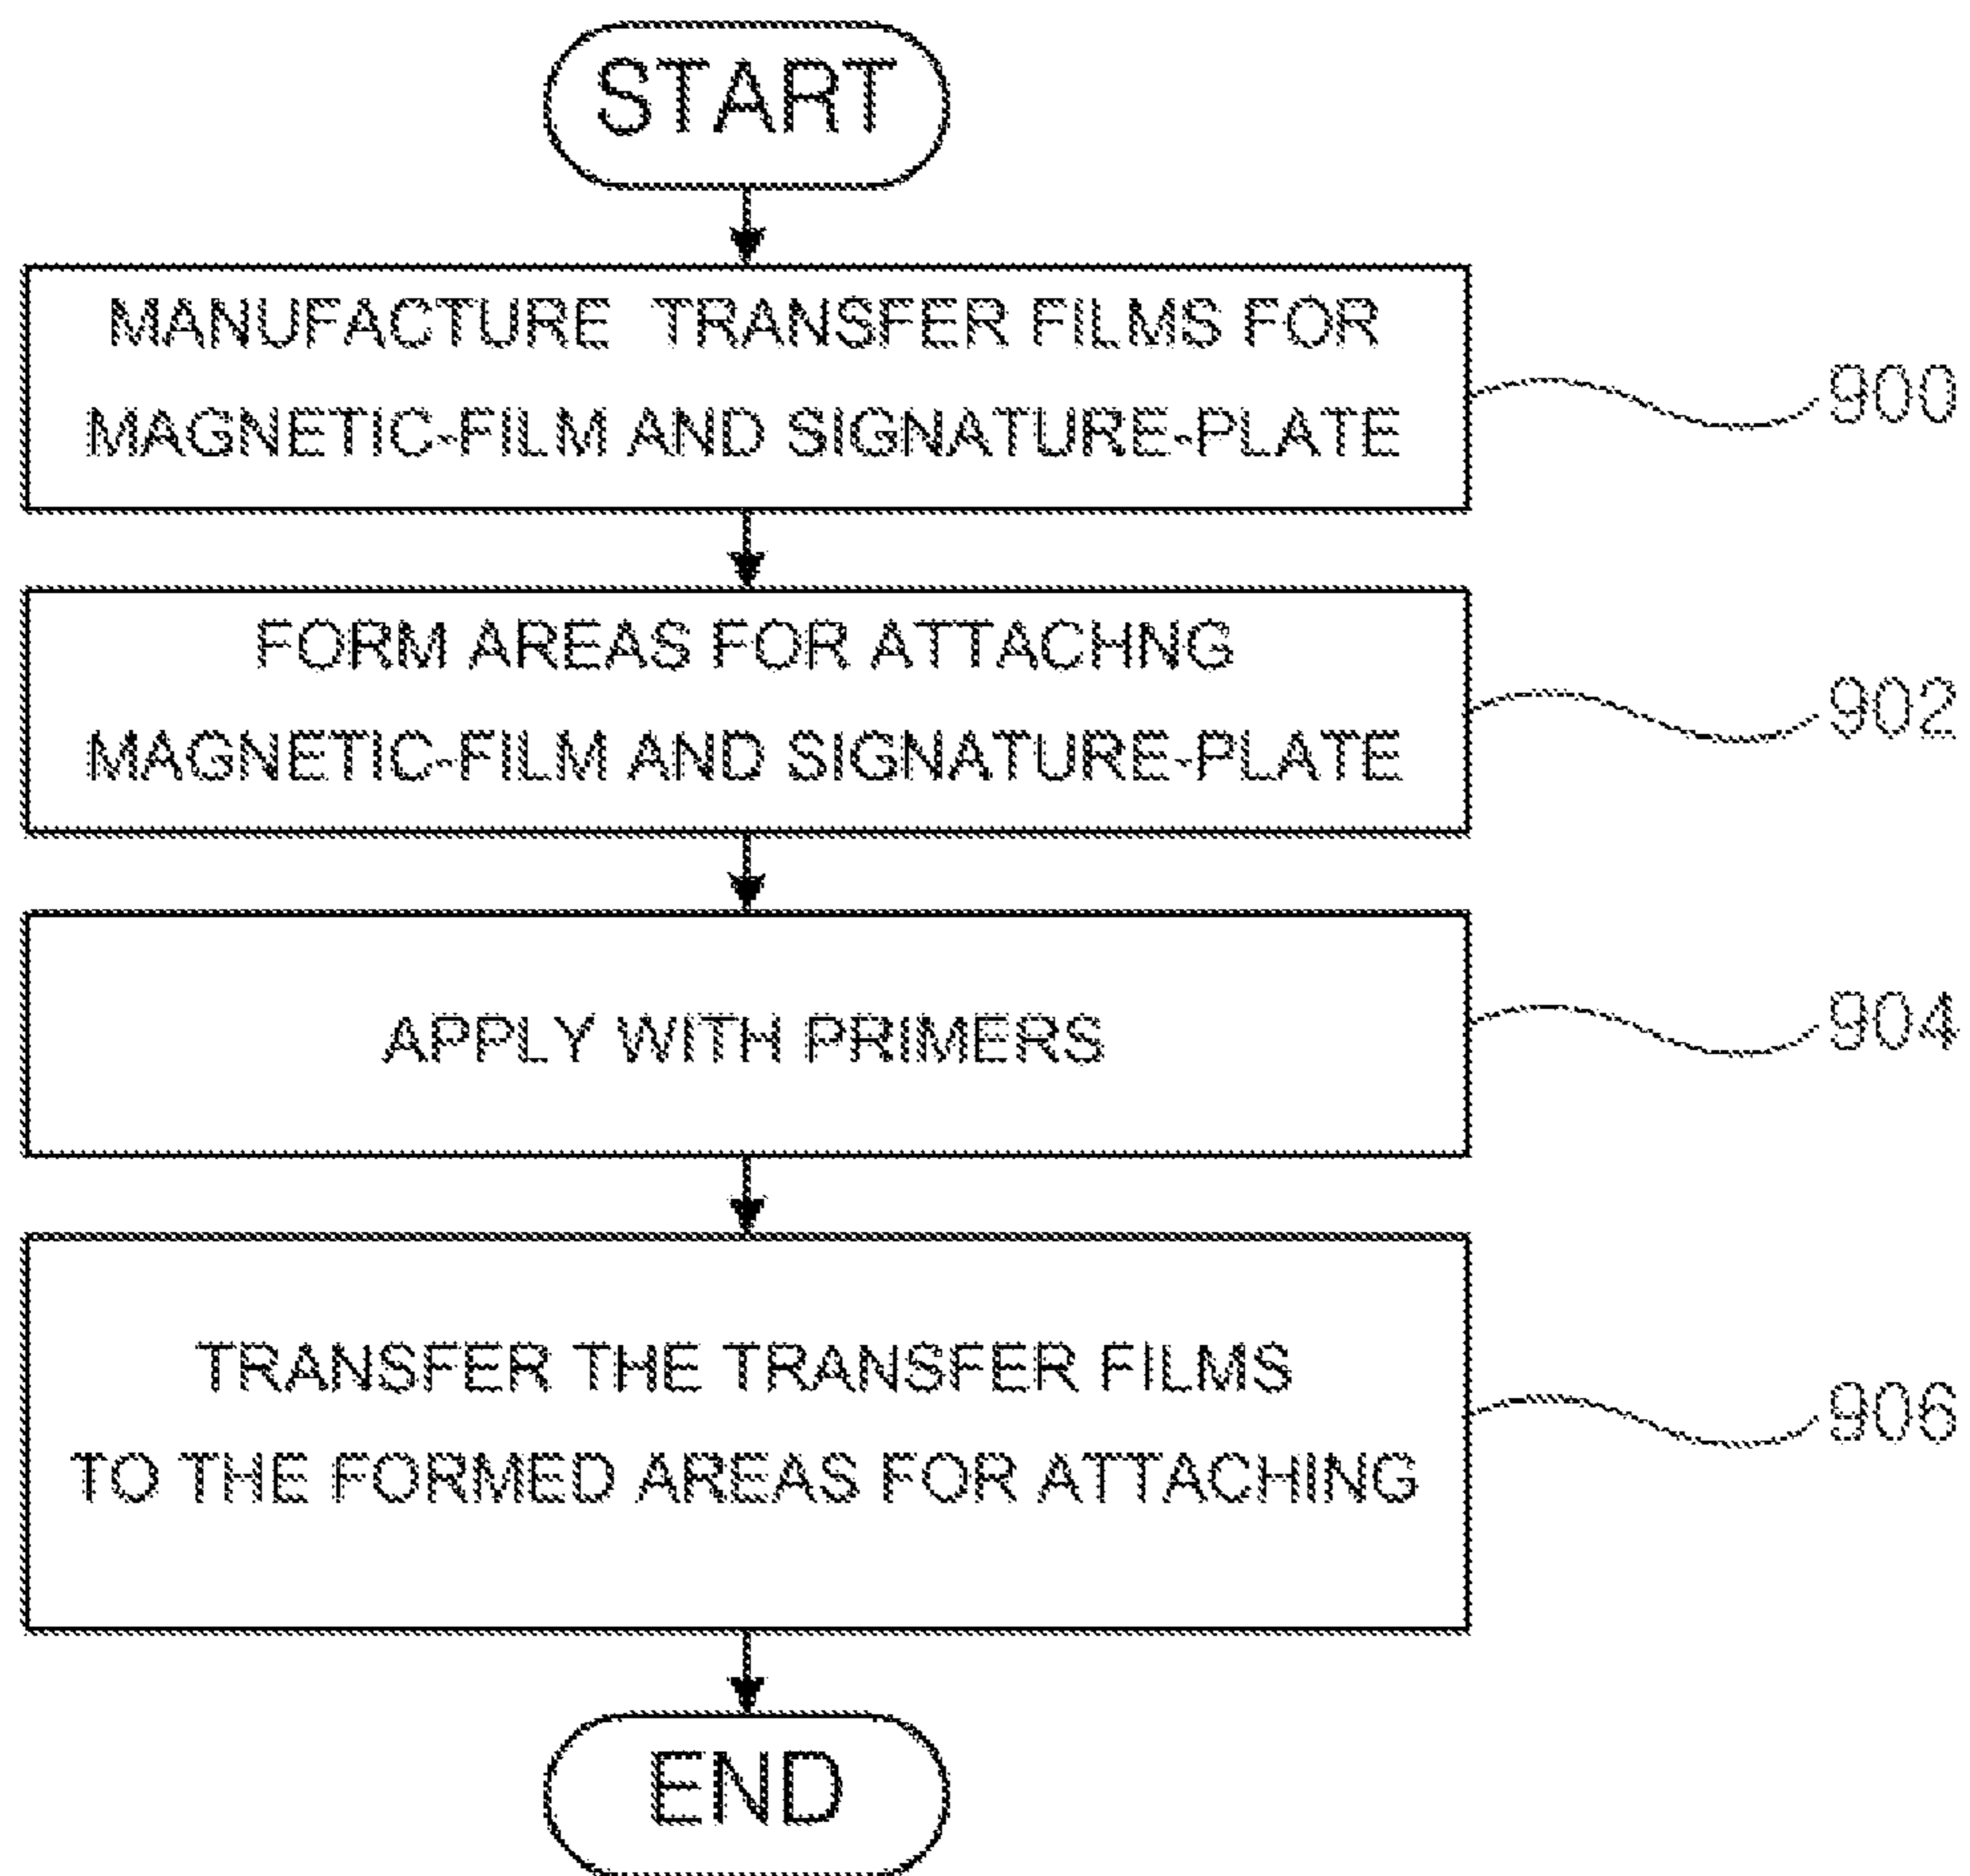 START
MANUFACTURE TRANSFER FILMS FOR
MAGNETIC-FILM AND SIGNATURE-PLATE
900
FORM AREAS FOR ATTACHNG
MAGNETIC-FILM AND SIGNATURE-PLATE
902
APPLY WITH PRIMERS
904
TRANSFER THE TRANSFER FILMS
TO THE FORMED AREAS FOR ATTACHING
906
END